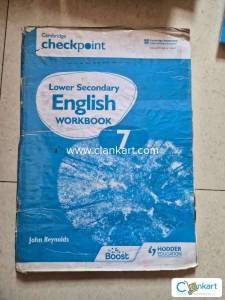 Cambridge
checkpoint
Lower Secondary
English
WORKBOOK
7
www.clankart.com
John Reynolds
Boost
HODDER
EDUCATION
Clankart